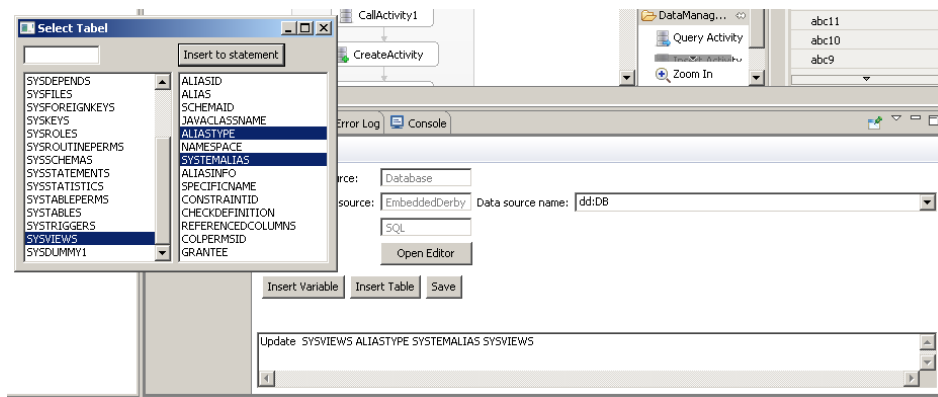 Select Tabel
Insert to statement
SYSDEPENDS
SYSFILES
SYSFOREIGNKEYS
SYSKEYS
SYSROLES
SYSROUTINEPERMS
SYSSCHEMAS
SYSSTATEMENTS
SYSSTATISTICS
SYSTABLEPERMS
SYSTABLES
SYSTRIGGERS
SYSVIEWS
SYSDUMMY1
ALIASID
ALIAS
SCHEMAID
JAVACLASSNAME
ALIASTYPE
NAMESPACE
SYSTEMALIAS
ALIASINFO
SPECIFICNAME
CONSTRAINTID
CHECKDEFINITION
REFERENCEDCOLUMNS
COLPERMSID
GRANTEE
CallActivity1
CreateActivity
DataManag...
Query Activity
Insert Activity
Zoom In
abc11
abc10
abc9
Error Log
Console
Database
source: EmbeddedDerby Data source name: dd:DB
SQL
Open Editor
Insert Variable Insert Table Save
Update SYSVIEWS ALIASTYPE SYSTEMALIAS SYSVIEWS